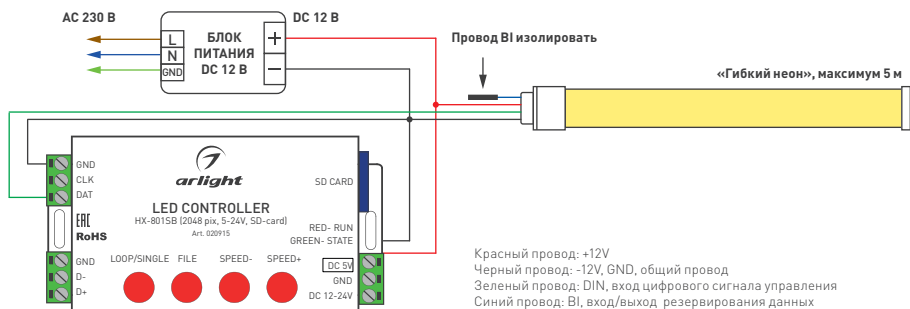 AC 230 В
DC 12 В
L
N
GND
БЛОК
ПИТАНИЯ
DC 12 В
+
−
Провод BI изолировать
«Гибкий неон», максимум 5 м
GND
CLK
DAT
arlight
SD CARD
LED CONTROLLER
HX-801SB (2048 pix, 5-24V, SD-card)
Art. 020915
EAC
RoHS
RED- RUN
GREEN- STATE
GND
D-
D+
LOOP/SINGLE
FILE
SPEED-
SPEED+
DC 5V
GND
DC 12-24V
Красный провод: +12V
Черный провод: -12V, GND, общий провод
Зеленый провод: DIN, вход цифрового сигнала управления
Синий провод: BI, вход/выход резервирования данных